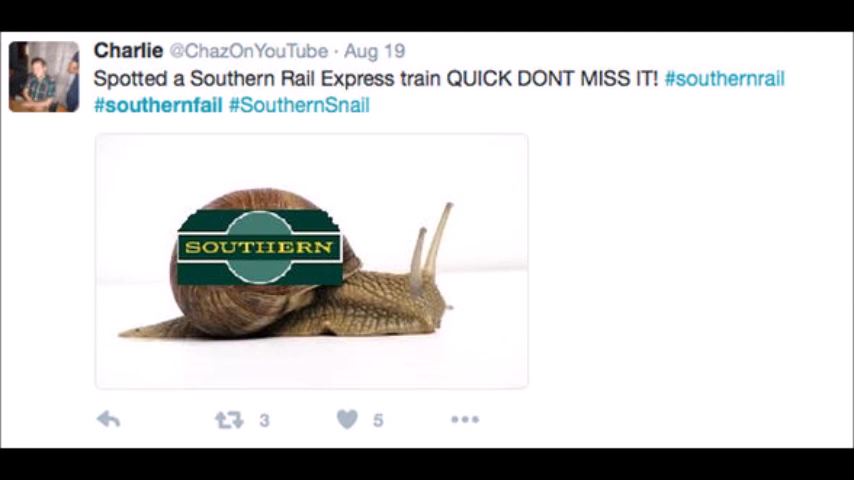 Charlie @ChazOnYouTube · Aug 19
Spotted a Southern Rail Express train QUICK DONT MISS IT! #southernrail
#southernfail #SouthernSnail
SOUTHERN
3 5